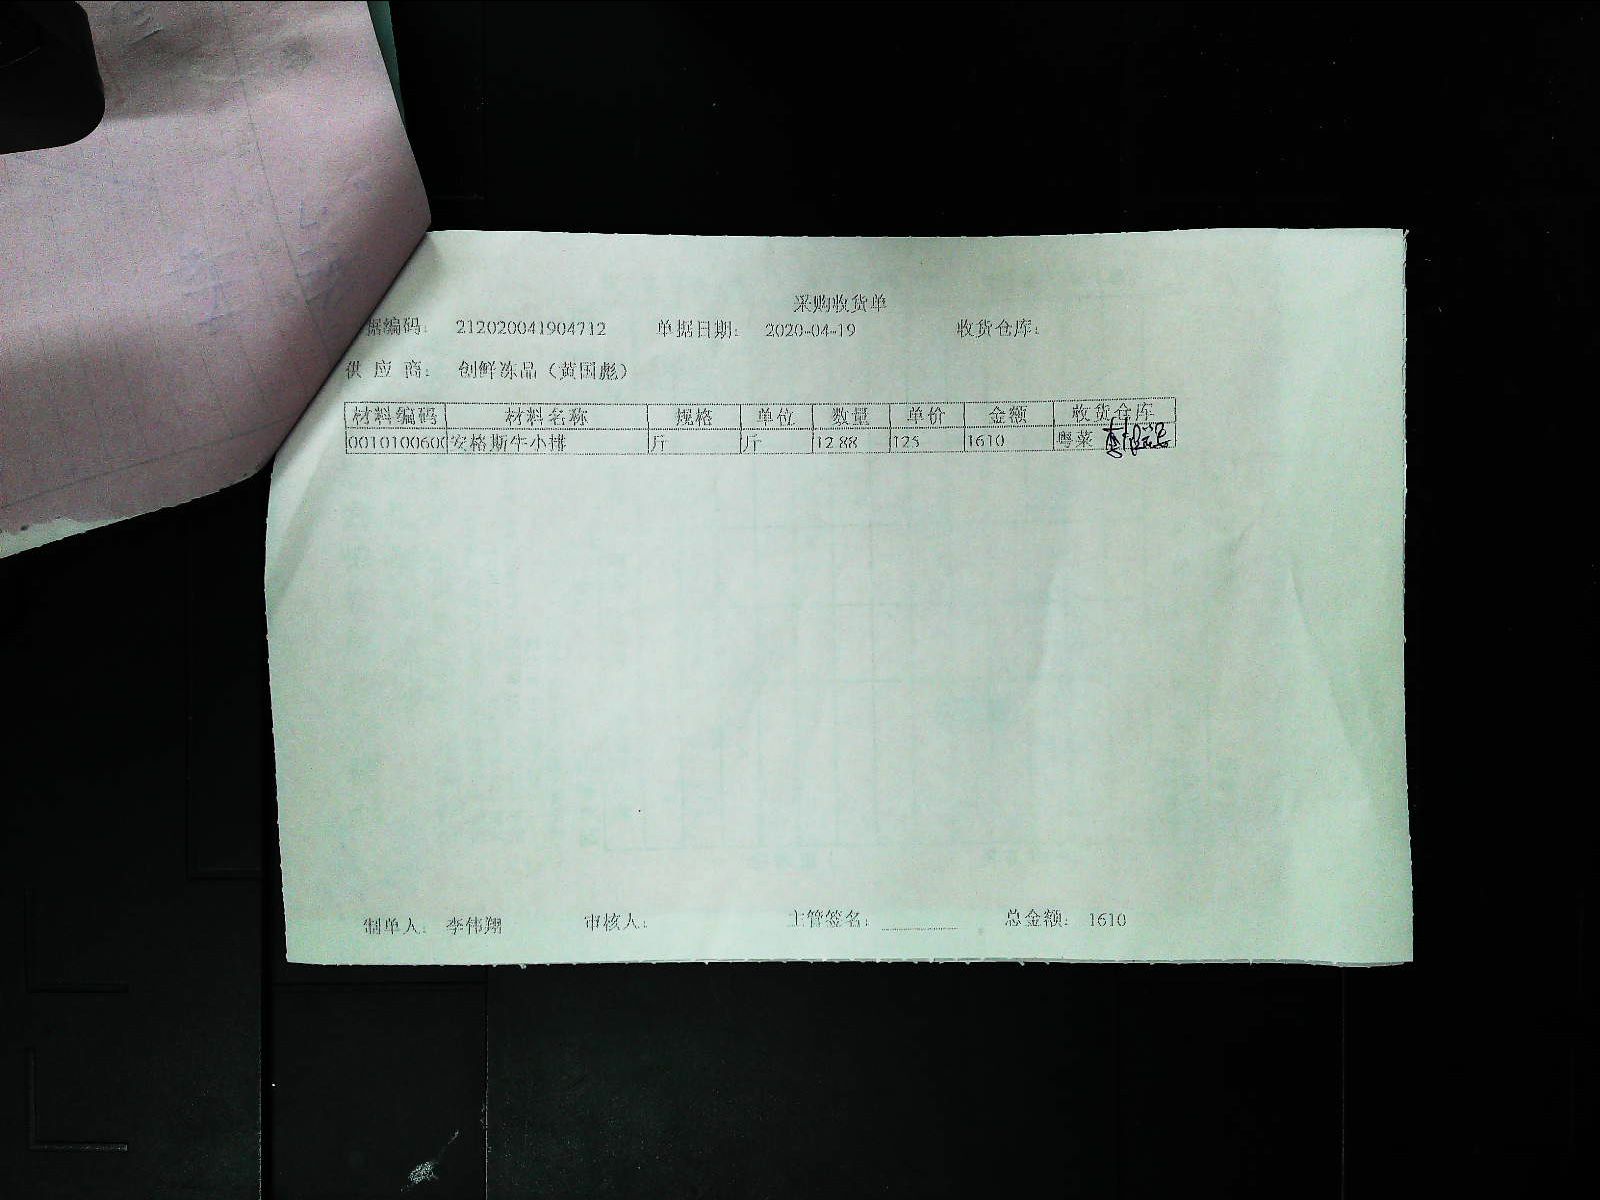 采购收货单
据编码: 212020041904712 单据日期: 2020-04-19 收货仓库:
供应商: 创鲜冻品（黄国彪）
材料编码 材料名称 规格 单位 数量 单价 金额 收货仓库
0010100600 安格斯牛小排 斤 斤 12.88 125 1610 粤菜
制单人: 李伟翔 审核人: 主管签名: 总金额: 1610